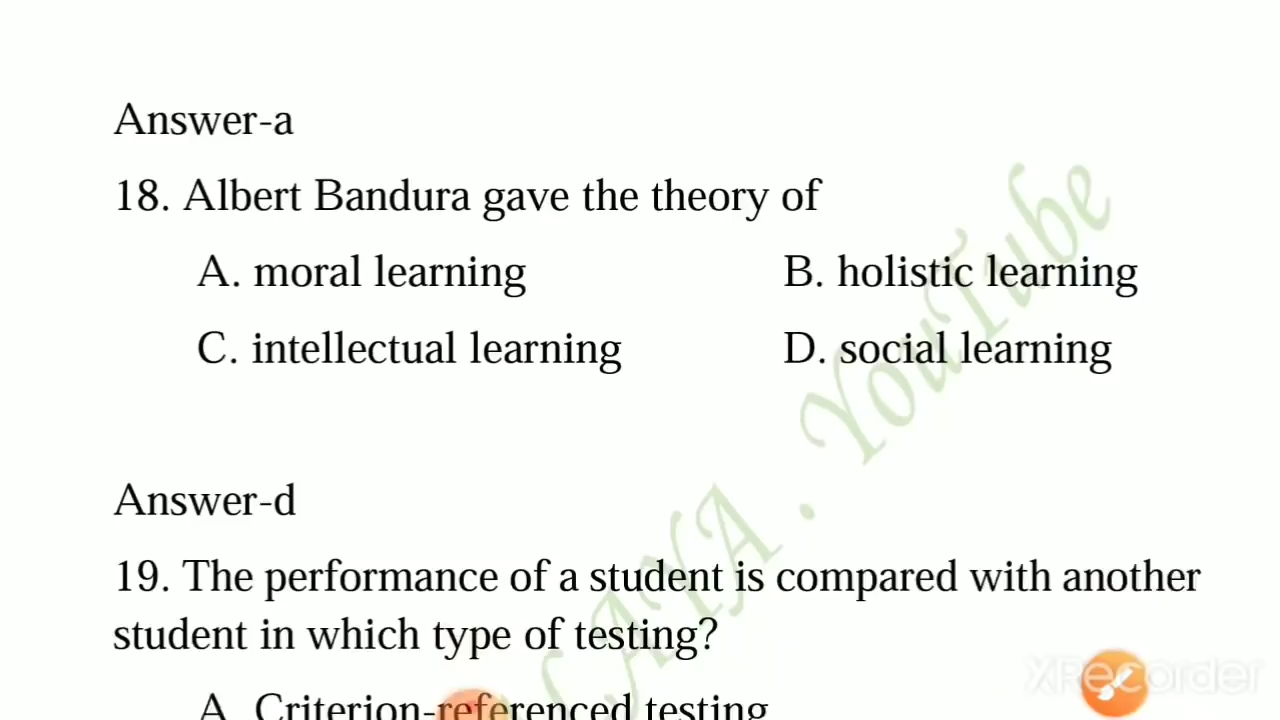 Answer-a
18. Albert Bandura gave the theory of
A. moral learning B. holistic learning
C. intellectual learning D. social learning
Answer-d
19. The performance of a student is compared with another
student in which type of testing?
A. Criterion-referenced testing
YouTube
XRecorder